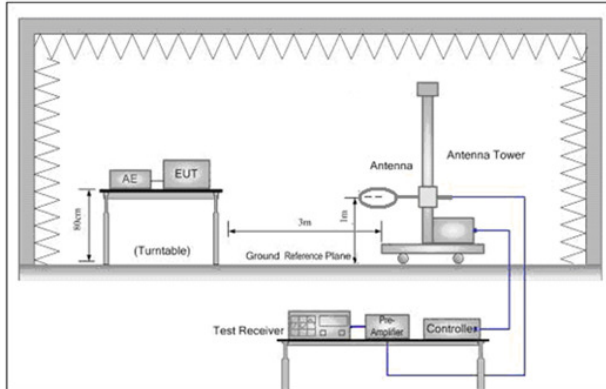 Antenna Tower
Antenna
AE
EUT
80cm
(Turntable)
3m
1m
Ground Reference Plane
Test Receiver
Pre-
Amplifier
Controller